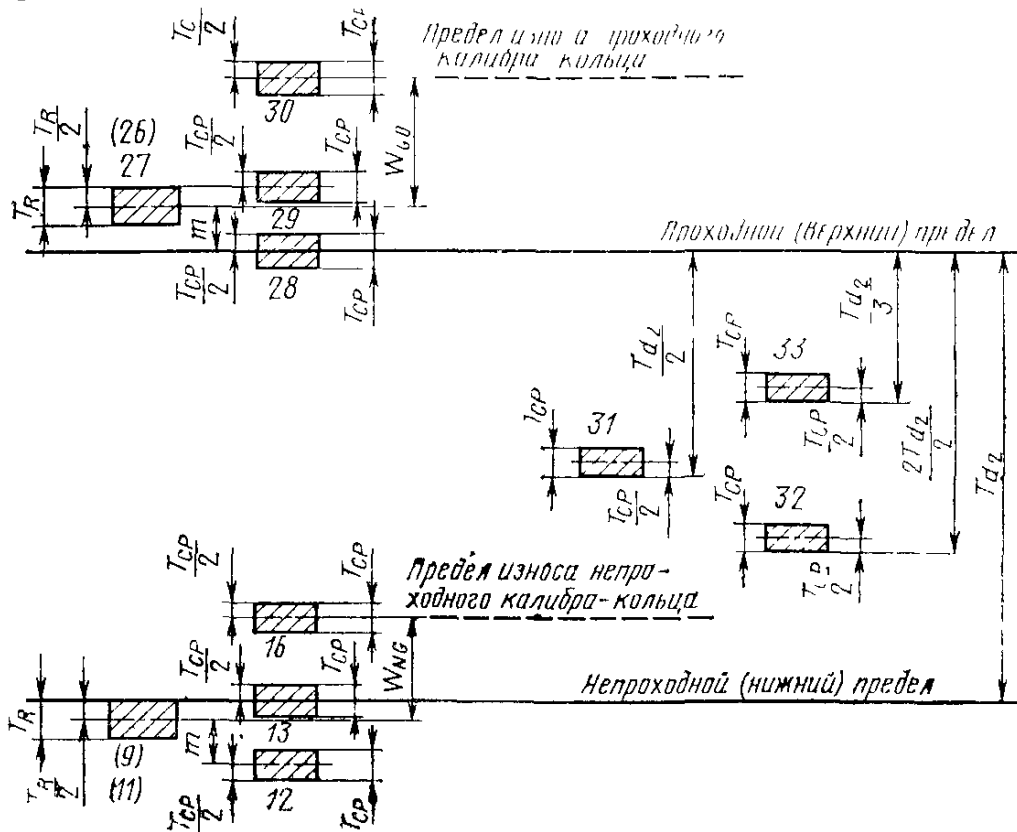 T_CP
Предел
проходного
калибра кольца
30
T_R/2
(26)
27
T_CP/2
T_CP
W_GO
T_R
m
29
Проходной (верхний) предел
28
T_CP/2
T_CP
T_d2/2
T_d2/3
T_CP
33
T_CP/2
2T_d2/2
T_d2
T_CP
31
T_CP/2
T_CP
32
T_CP/2
T_CP/2
T_CP
Предел износа непро-
ходного калибра-кольца
16
T_CP/2
T_CP
W_NG
Непроходной (нижний) предел
T_R
m
13
(9)
(11)
T_R/2
12
T_CP/2
T_CP